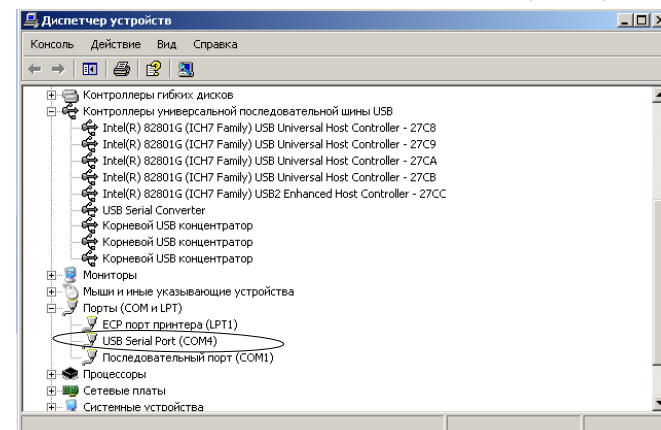 Диспетчер устройств
Консоль Действие Вид Справка
Контроллеры гибких дисков
Контроллеры универсальной последовательной шины USB
Intel(R) 82801G (ICH7 Family) USB Universal Host Controller - 27C8
Intel(R) 82801G (ICH7 Family) USB Universal Host Controller - 27C9
Intel(R) 82801G (ICH7 Family) USB Universal Host Controller - 27CA
Intel(R) 82801G (ICH7 Family) USB Universal Host Controller - 27CB
Intel(R) 82801G (ICH7 Family) USB2 Enhanced Host Controller - 27CC
USB Serial Converter
Корневой USB концентратор
Корневой USB концентратор
Корневой USB концентратор
Мониторы
Мыши и иные указывающие устройства
Порты (COM и LPT)
ECP порт принтера (LPT1)
USB Serial Port (COM4)
Последовательный порт (COM1)
Процессоры
Сетевые платы
Системные устройства